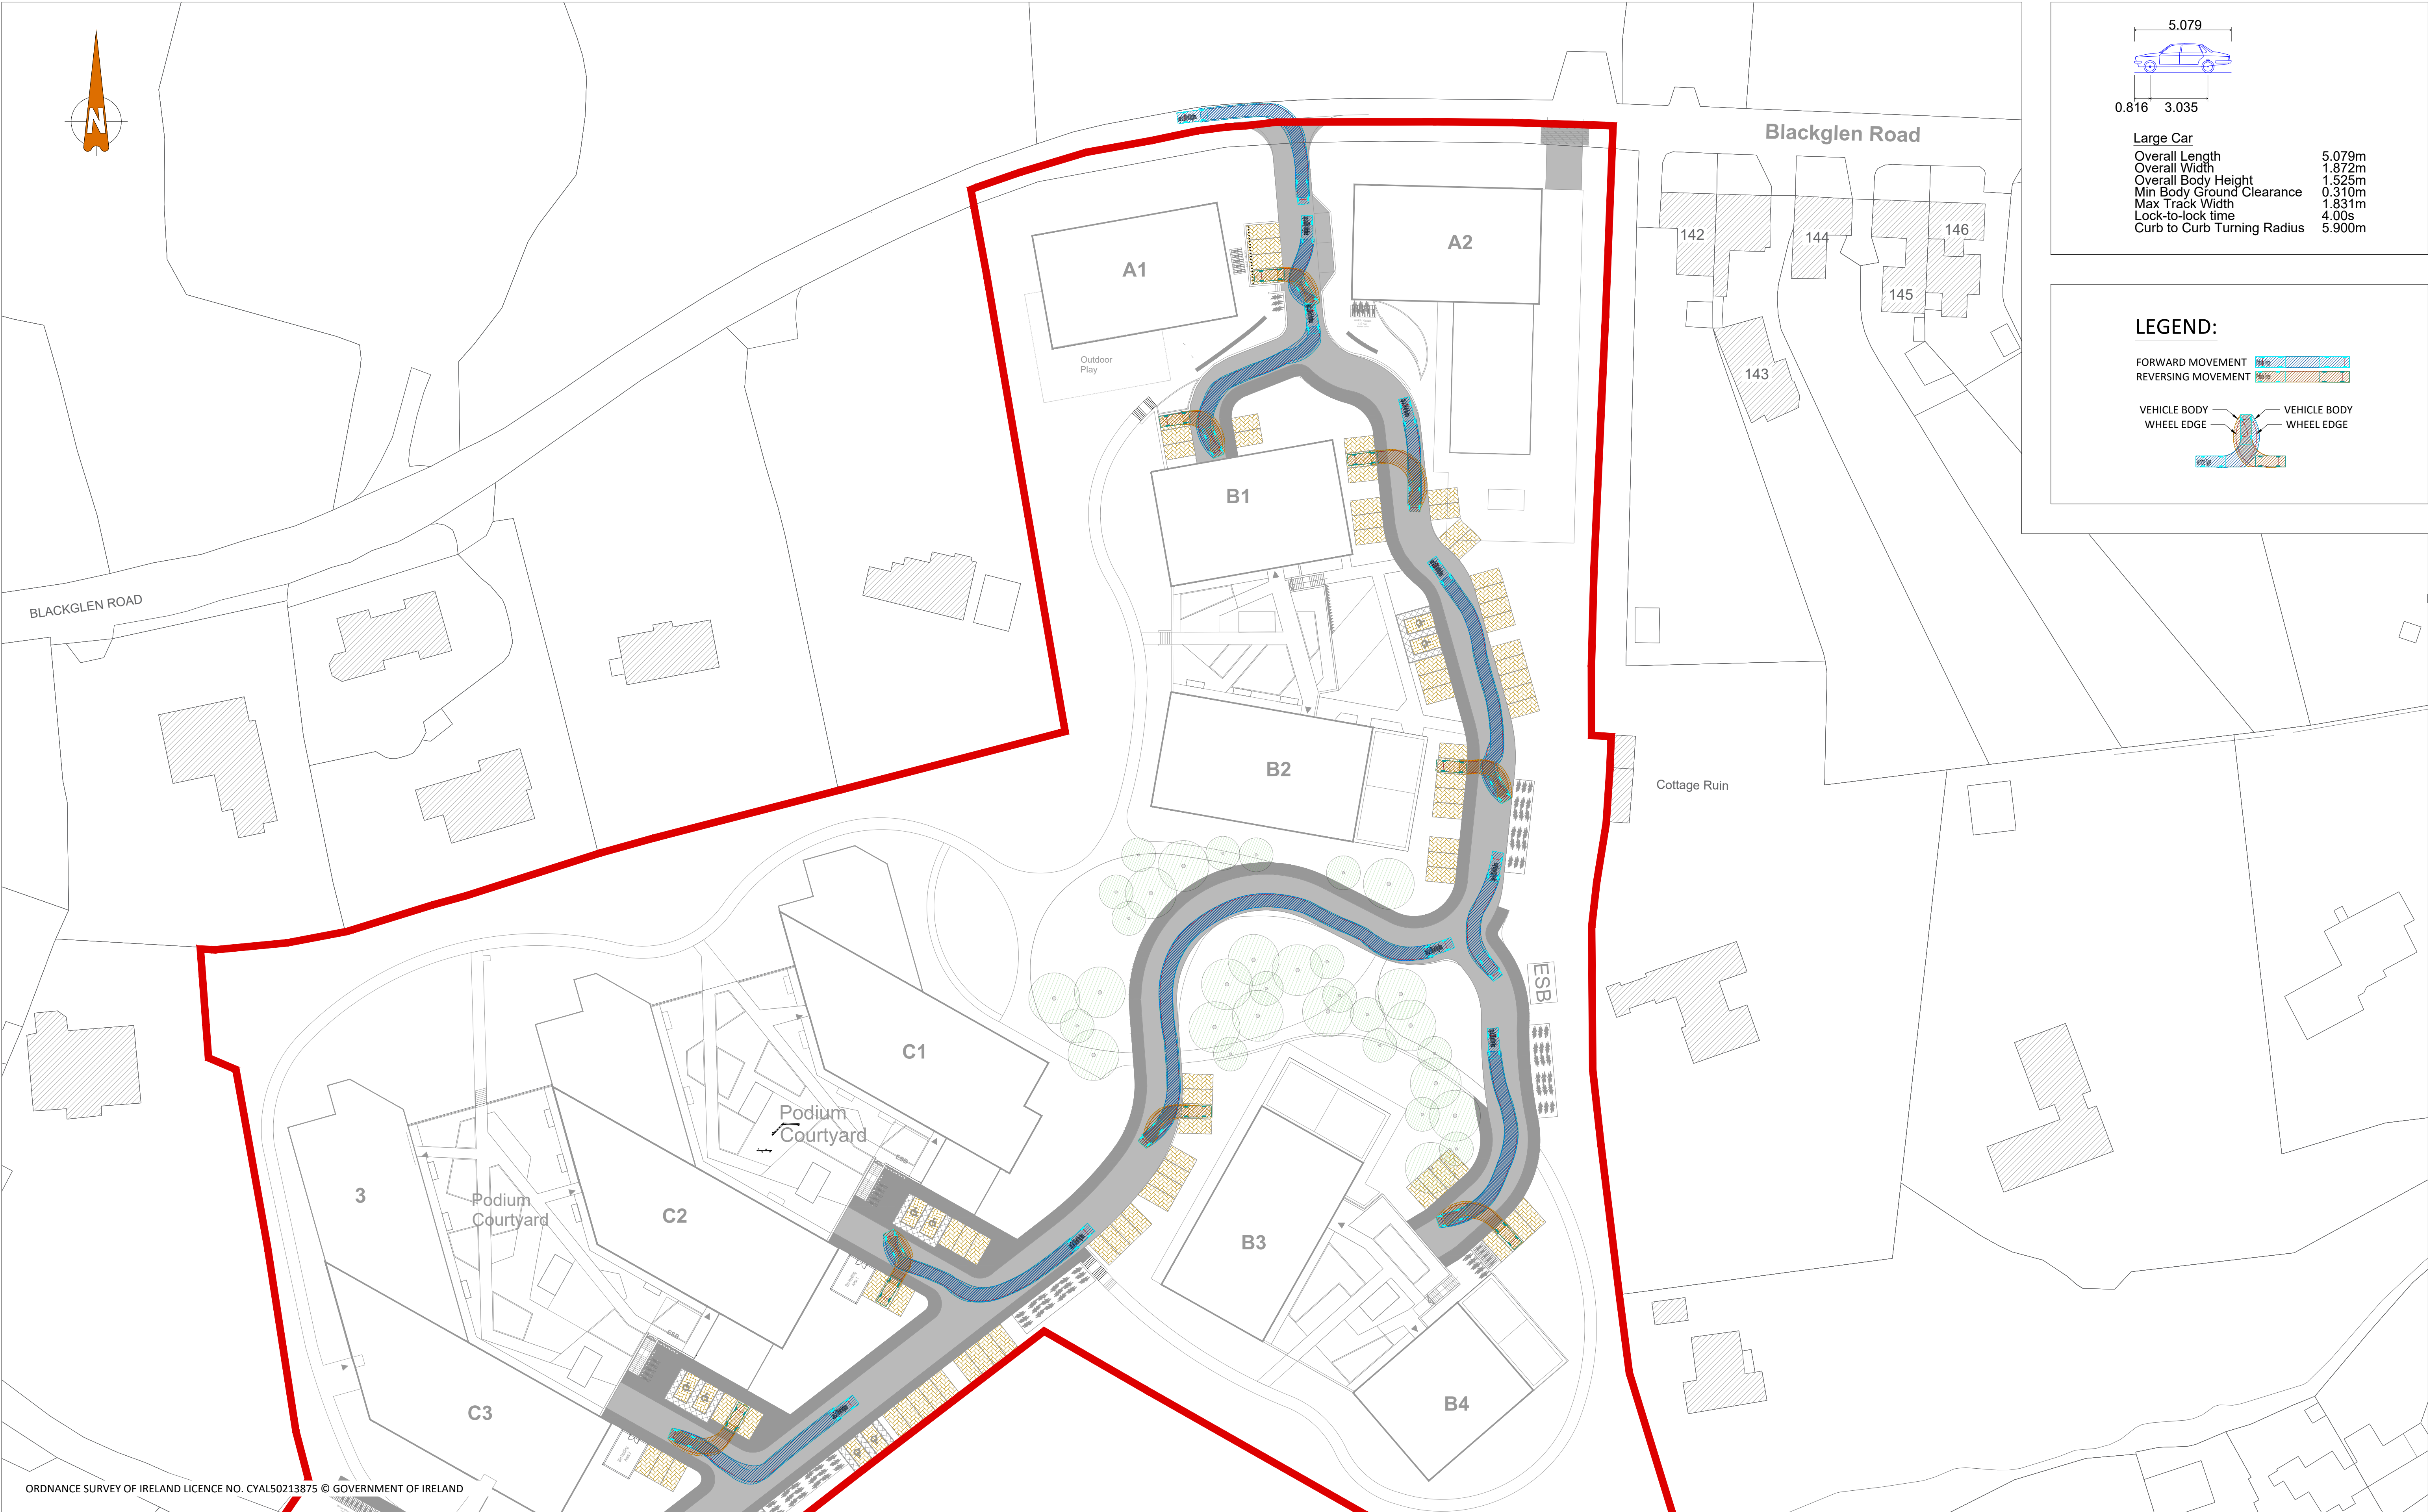 N
Blackglen Road
BLACKGLEN ROAD
A1
A2
Outdoor
Play
B1
B2
142
143
144
145
146
Cottage Ruin
ESB
C1
Podium
Courtyard
ESB
C2
Podium
Courtyard
ESB
3
C3
B3
B4
ORDNANCE SURVEY OF IRELAND LICENCE NO. CYAL50213875 © GOVERNMENT OF IRELAND
5.079
0.816 3.035
Large Car
Overall Length 5.079m
Overall Width 1.872m
Overall Body Height 1.525m
Min Body Ground Clearance 0.310m
Max Track Width 1.831m
Lock-to-lock time 4.00s
Curb to Curb Turning Radius 5.900m
LEGEND:
FORWARD MOVEMENT
REVERSING MOVEMENT
VEHICLE BODY VEHICLE BODY
WHEEL EDGE WHEEL EDGE